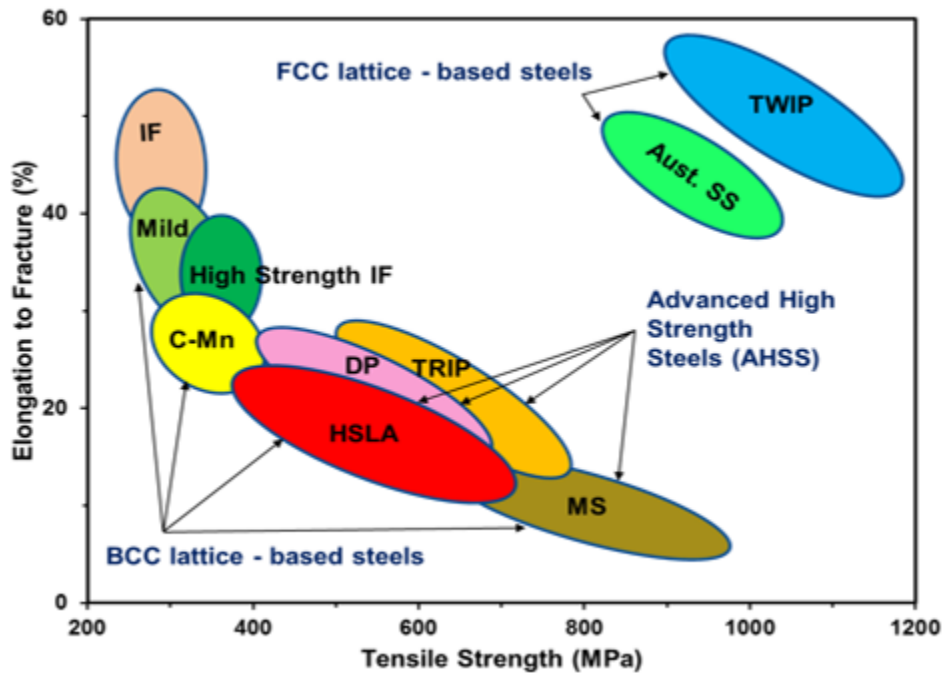 60
40
20
0
Elongation to Fracture (%)
FCC lattice - based steels
TWIP
Aust. SS
IF
Mild
High Strength IF
C-Mn
DP
TRIP
HSLA
MS
Advanced High
Strength
Steels (AHSS)
BCC lattice - based steels
200
400
600
800
1000
1200
Tensile Strength (MPa)